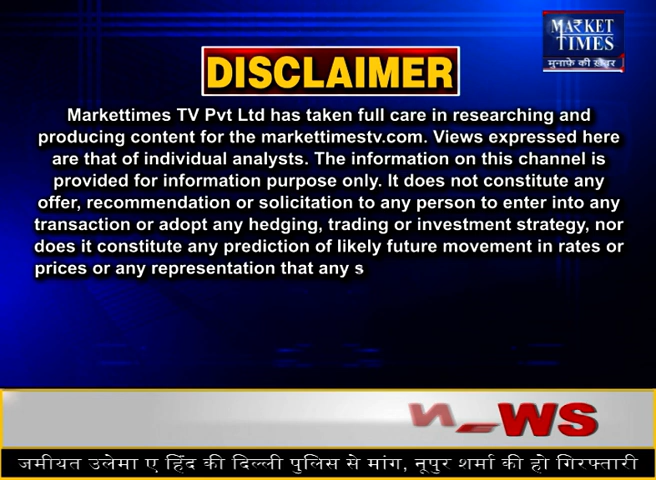 MARKET
TIMES
मुनाफे की खबर
DISCLAIMER
Markettimes TV Pvt Ltd has taken full care in researching and
producing content for the markettimestv.com. Views expressed here
are that of individual analysts. The information on this channel is
provided for information purpose only. It does not constitute any
offer, recommendation or solicitation to any person to enter into any
transaction or adopt any hedging, trading or investment strategy, nor
does it constitute any prediction of likely future movement in rates or
prices or any representation that any s
जमीयत उलेमा ए हिंद की दिल्ली पुलिस से मांग, नूपुर शर्मा की हो गिरफ्तारी